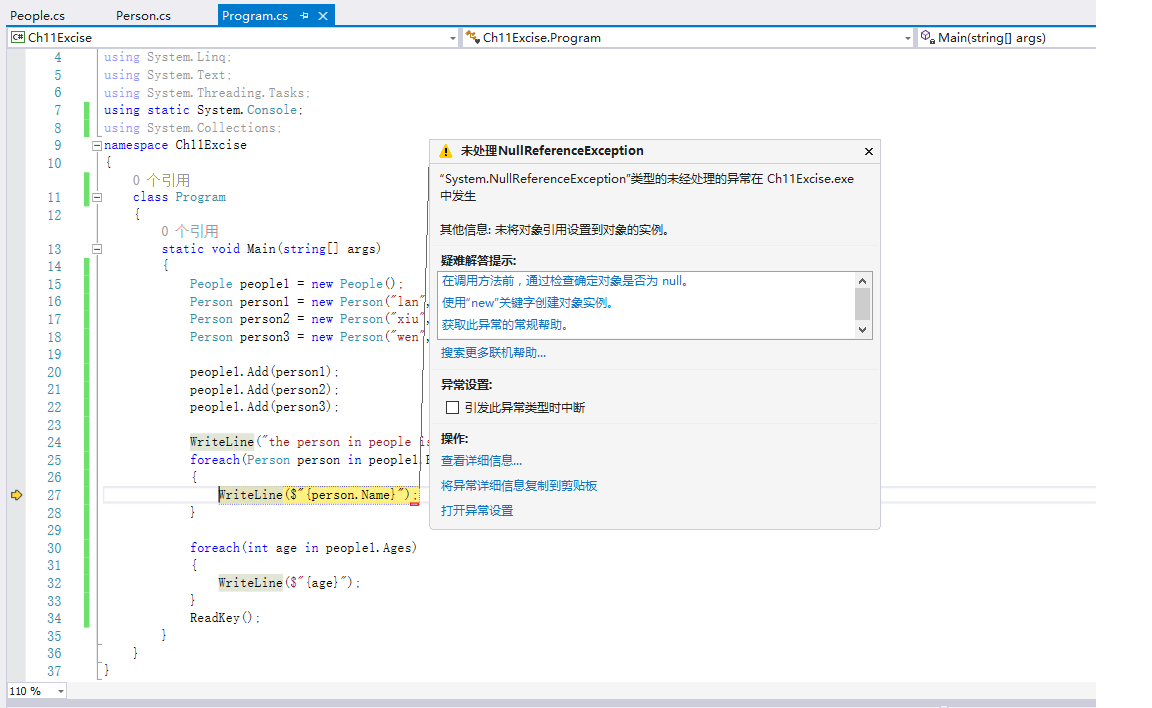 People.cs Person.cs Program.cs
C# Ch11Excise Ch11Excise.Program Main(string[] args)
4 using System.Linq;
5 using System.Text;
6 using System.Threading.Tasks;
7 using static System.Console;
8 using System.Collections;
9 namespace Ch11Excise
10 {
0 个引用
11 class Program
12 {
0 个引用
13 static void Main(string[] args)
14 {
15 People people1 = new People();
16 Person person1 = new Person("lan",
17 Person person2 = new Person("xiu",
18 Person person3 = new Person("wen",
19
20 people1.Add(person1);
21 people1.Add(person2);
22 people1.Add(person3);
23
24 WriteLine("the person in people is
25 foreach(Person person in people1.
26 {
27 WriteLine($"{person.Name}");
28 }
29
30 foreach(int age in people1.Ages)
31 {
32 WriteLine($"{age}");
33 }
34 ReadKey();
35 }
36 }
37 }
110 %
未处理NullReferenceException
“System.NullReferenceException”类型的未经处理的异常在 Ch11Excise.exe
中发生
其他信息: 未将对象引用设置到对象的实例。
疑难解答提示:
在调用方法前，通过检查确定对象是否为 null。
使用“new”关键字创建对象实例。
获取此异常的常规帮助。
搜索更多联机帮助...
异常设置:
引发此异常类型时中断
操作:
查看详细信息...
将异常详细信息复制到剪贴板
打开异常设置